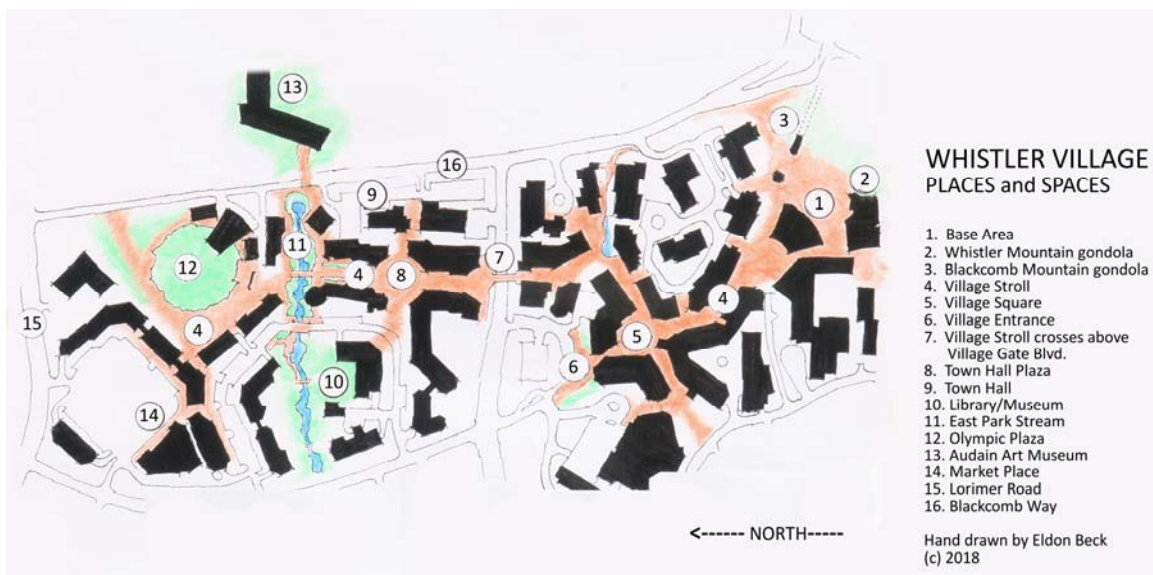 13
16
3
9
2
1
11
12
4
8
7
4
4
5
15
6
10
14
<------ NORTH-----
WHISTLER VILLAGE
PLACES and SPACES
1. Base Area
2. Whistler Mountain gondola
3. Blackcomb Mountain gondola
4. Village Stroll
5. Village Square
6. Village Entrance
7. Village Stroll crosses above
Village Gate Blvd.
8. Town Hall Plaza
9. Town Hall
10. Library/Museum
11. East Park Stream
12. Olympic Plaza
13. Audain Art Museum
14. Market Place
15. Lorimer Road
16. Blackcomb Way
Hand drawn by Eldon Beck
(c) 2018